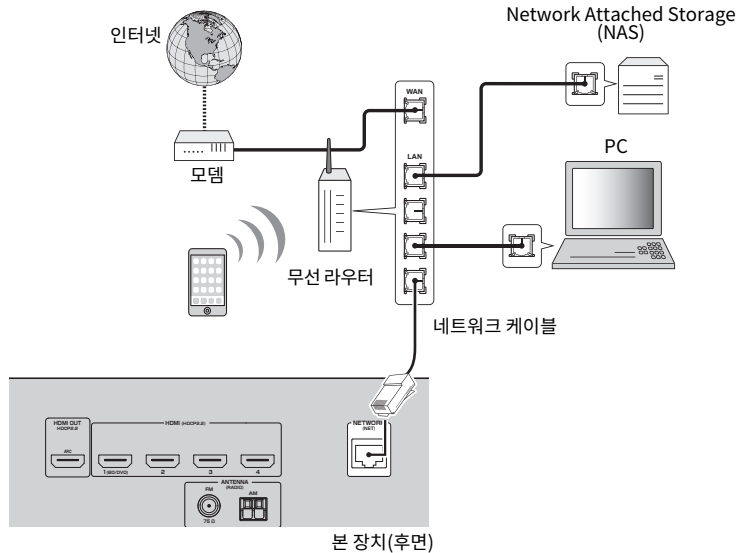 Network Attached Storage
(NAS)
인터넷
WAN
PC
LAN
모뎀
무선 라우터
네트워크 케이블
HDMI OUT
HDCP2.2
HDMI (HDCP2.2)
NETWORK
(NET)
ARC
1 (BD/DVD)
2
3
4
ANTENNA
(RADIO)
FM
AM
75 Ω
본 장치(후면)